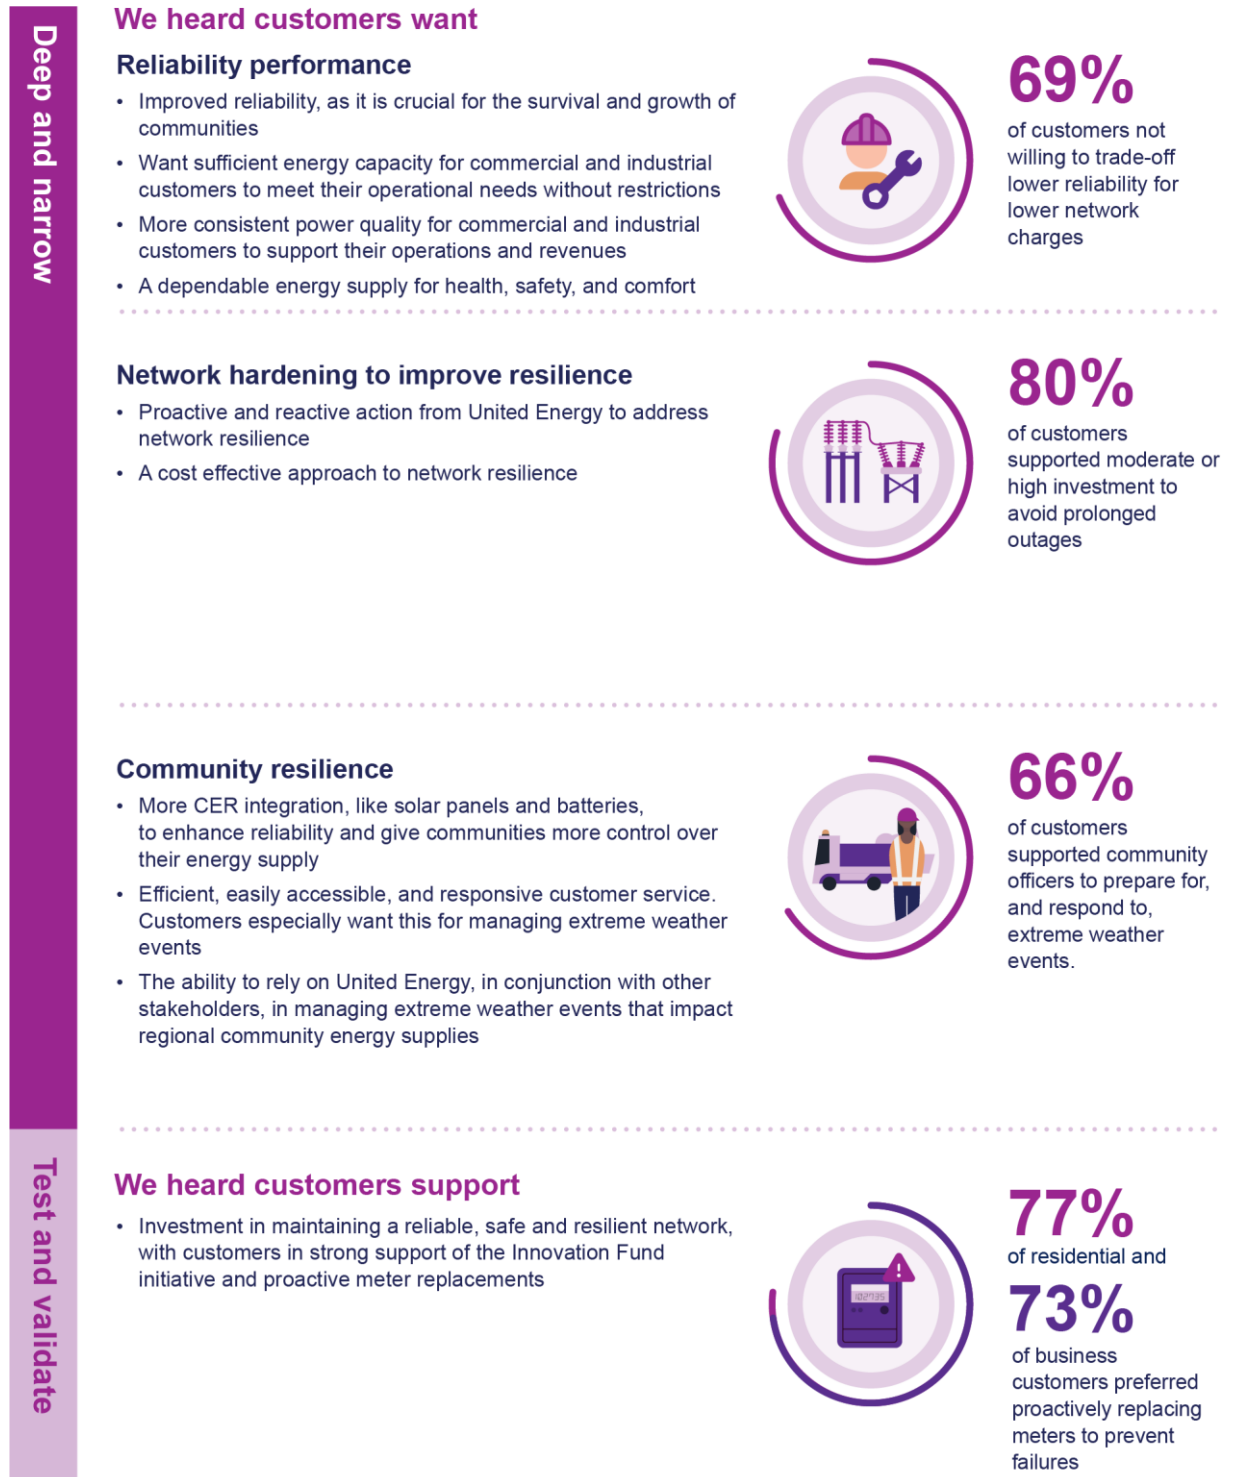 Deep and narrow
We heard customers want
Reliability performance
• Improved reliability, as it is crucial for the survival and growth of
communities
• Want sufficient energy capacity for commercial and industrial
customers to meet their operational needs without restrictions
• More consistent power quality for commercial and industrial
customers to support their operations and revenues
• A dependable energy supply for health, safety, and comfort
69%
of customers not
willing to trade-off
lower reliability for
lower network
charges
Network hardening to improve resilience
• Proactive and reactive action from United Energy to address
network resilience
• A cost effective approach to network resilience
80%
of customers
supported moderate or
high investment to
avoid prolonged
outages
Community resilience
• More CER integration, like solar panels and batteries,
to enhance reliability and give communities more control over
their energy supply
• Efficient, easily accessible, and responsive customer service.
Customers especially want this for managing extreme weather
events
• The ability to rely on United Energy, in conjunction with other
stakeholders, in managing extreme weather events that impact
regional community energy supplies
66%
of customers
supported community
officers to prepare for,
and respond to,
extreme weather
events.
Test and validate
We heard customers support
• Investment in maintaining a reliable, safe and resilient network,
with customers in strong support of the Innovation Fund
initiative and proactive meter replacements
102735
77%
of residential and
73%
of business
customers preferred
proactively replacing
meters to prevent
failures